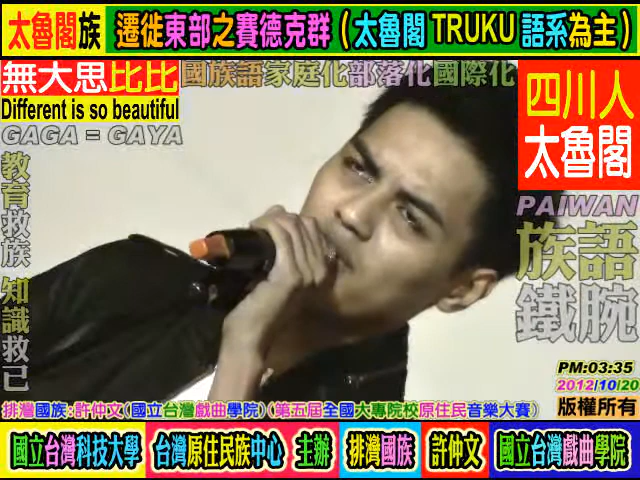 太魯閣族 遷徙東部之賽德克群(太魯閣 TRUKU 語系為主)
無大思比比 國族語家庭化部落化國際化
Different is so beautiful
GAGA = GAYA
四川人
太魯閣
教育救族 知識救己
PAIWAN
族語
鐵腕
PM:03:35
2012/10/20
版權所有
排灣國族:許仲文(國立台灣戲曲學院)(第五屆全國大專院校原住民音樂大賽)
國立台灣科技大學 台灣原住民族中心 主辦 排灣國族 許仲文 國立台灣戲曲學院